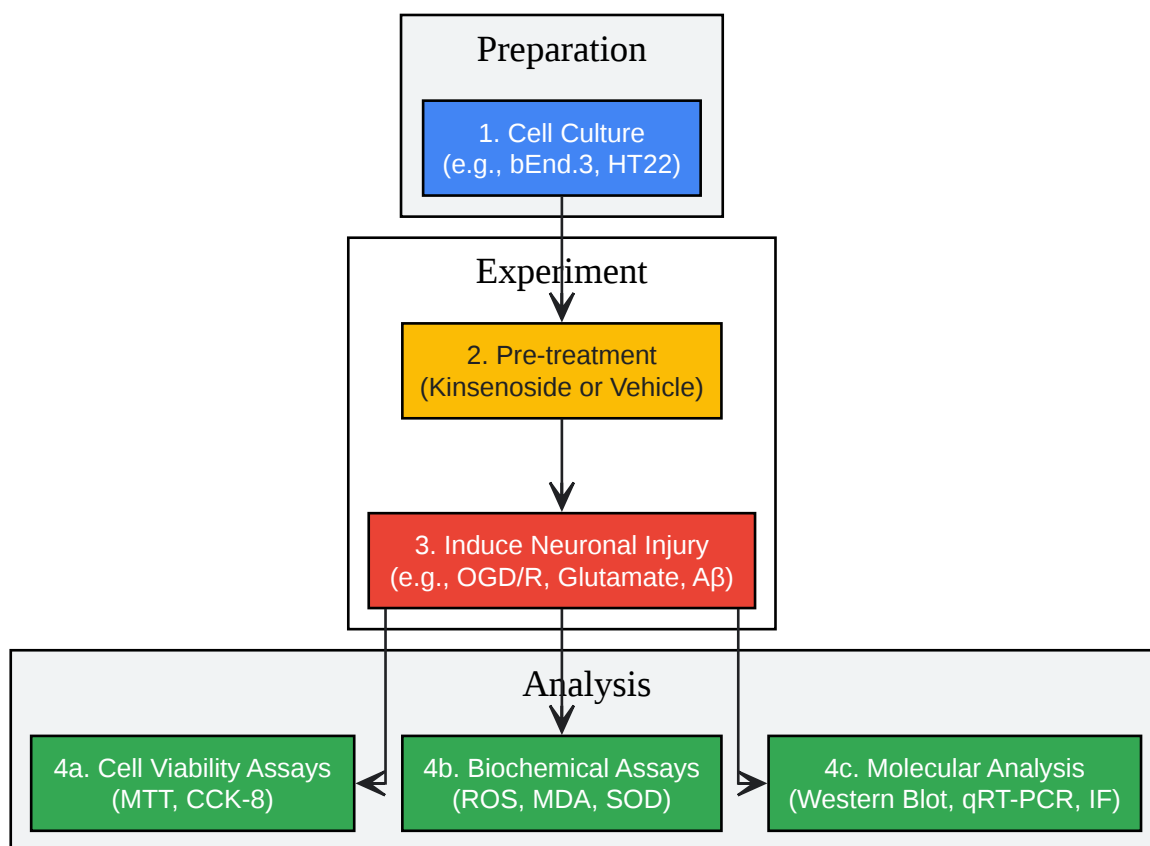 Preparation
1. Cell Culture
(e.g., bEnd.3, HT22)
Experiment
2. Pre-treatment
(Kinsenoside or Vehicle)
3. Induce Neuronal Injury
(e.g., OGD/R, Glutamate, Aβ)
Analysis
4a. Cell Viability Assays
(MTT, CCK-8)
4b. Biochemical Assays
(ROS, MDA, SOD)
4c. Molecular Analysis
(Western Blot, qRT-PCR, IF)